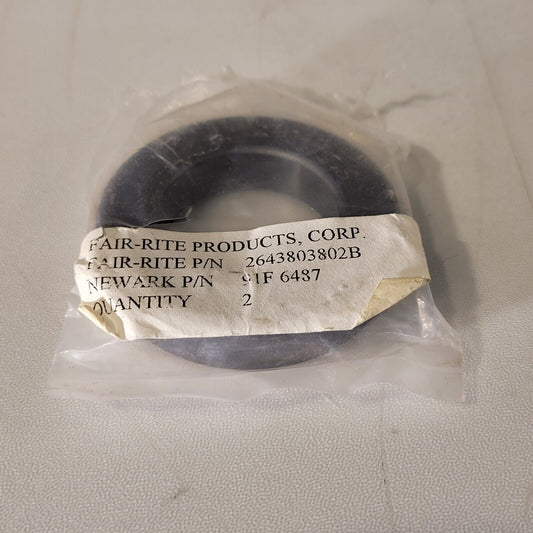 FAIR-RITE PRODUCTS, CORP.
FAIR-RITE P/N 2643803802B
NEWARK P/N 91F 6487
QUANTITY 2